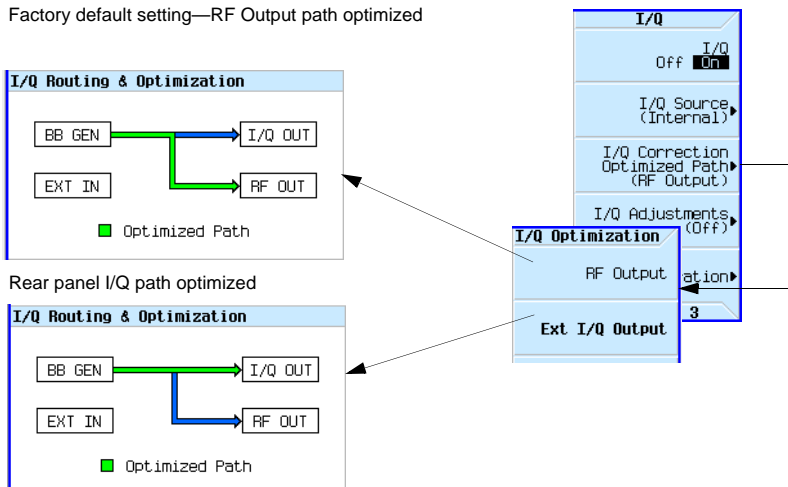 Factory default setting—RF Output path optimized
I/Q Routing & Optimization
BB GEN
I/Q OUT
EXT IN
RF OUT
Optimized Path
Rear panel I/Q path optimized
I/Q Routing & Optimization
BB GEN
I/Q OUT
EXT IN
RF OUT
Optimized Path
I/Q
I/Q
Off On
I/Q Source
(Internal)
I/Q Correction
Optimized Path
(RF Output)
I/Q Adjustments
(Off)
ation
3
I/Q Optimization
RF Output
Ext I/Q Output